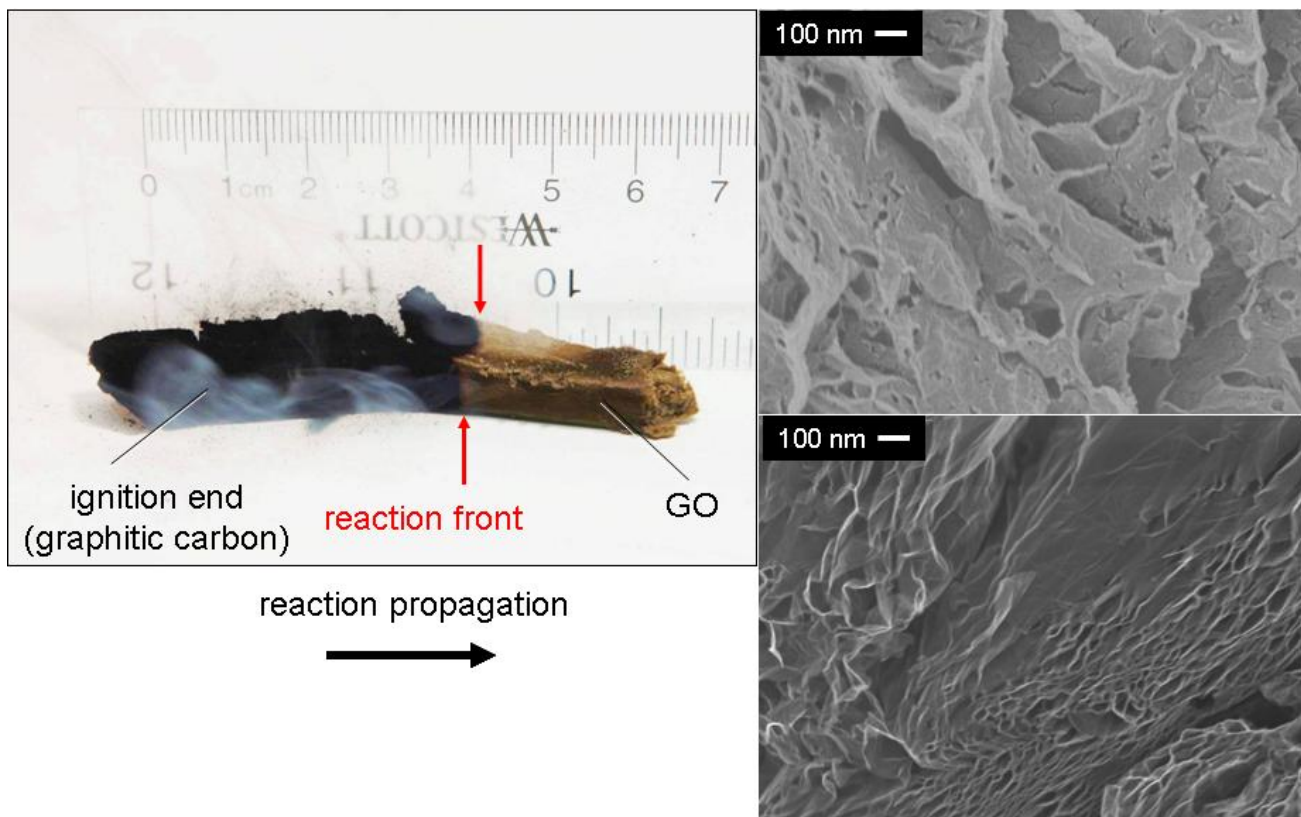 100 nm
0 1cm 2 3 4 5 6 7
WESTCOTT
12 11 10
ignition end
(graphitic carbon)
reaction front
GO
reaction propagation
100 nm